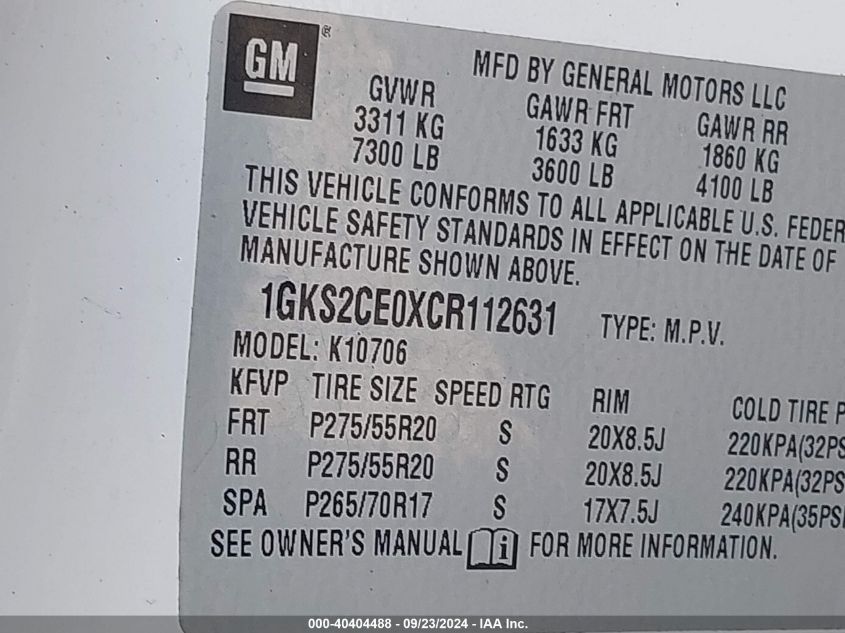 GM ®
MFD BY GENERAL MOTORS LLC
GVWR GAWR FRT GAWR RR
3311 KG 1633 KG 1860 KG
7300 LB 3600 LB 4100 LB
THIS VEHICLE CONFORMS TO ALL APPLICABLE U.S. FEDER
VEHICLE SAFETY STANDARDS IN EFFECT ON THE DATE OF
MANUFACTURE SHOWN ABOVE.
1GKS2CE0XCR112631 TYPE: M.P.V.
MODEL: K10706
KFVP TIRE SIZE SPEED RTG RIM COLD TIRE P
FRT P275/55R20 S 20X8.5J 220KPA(32PS
RR P275/55R20 S 20X8.5J 220KPA(32PS
SPA P265/70R17 S 17X7.5J 240KPA(35PSI
SEE OWNER'S MANUAL i FOR MORE INFORMATION.
000-40404488 - 09/23/2024 - IAA Inc.